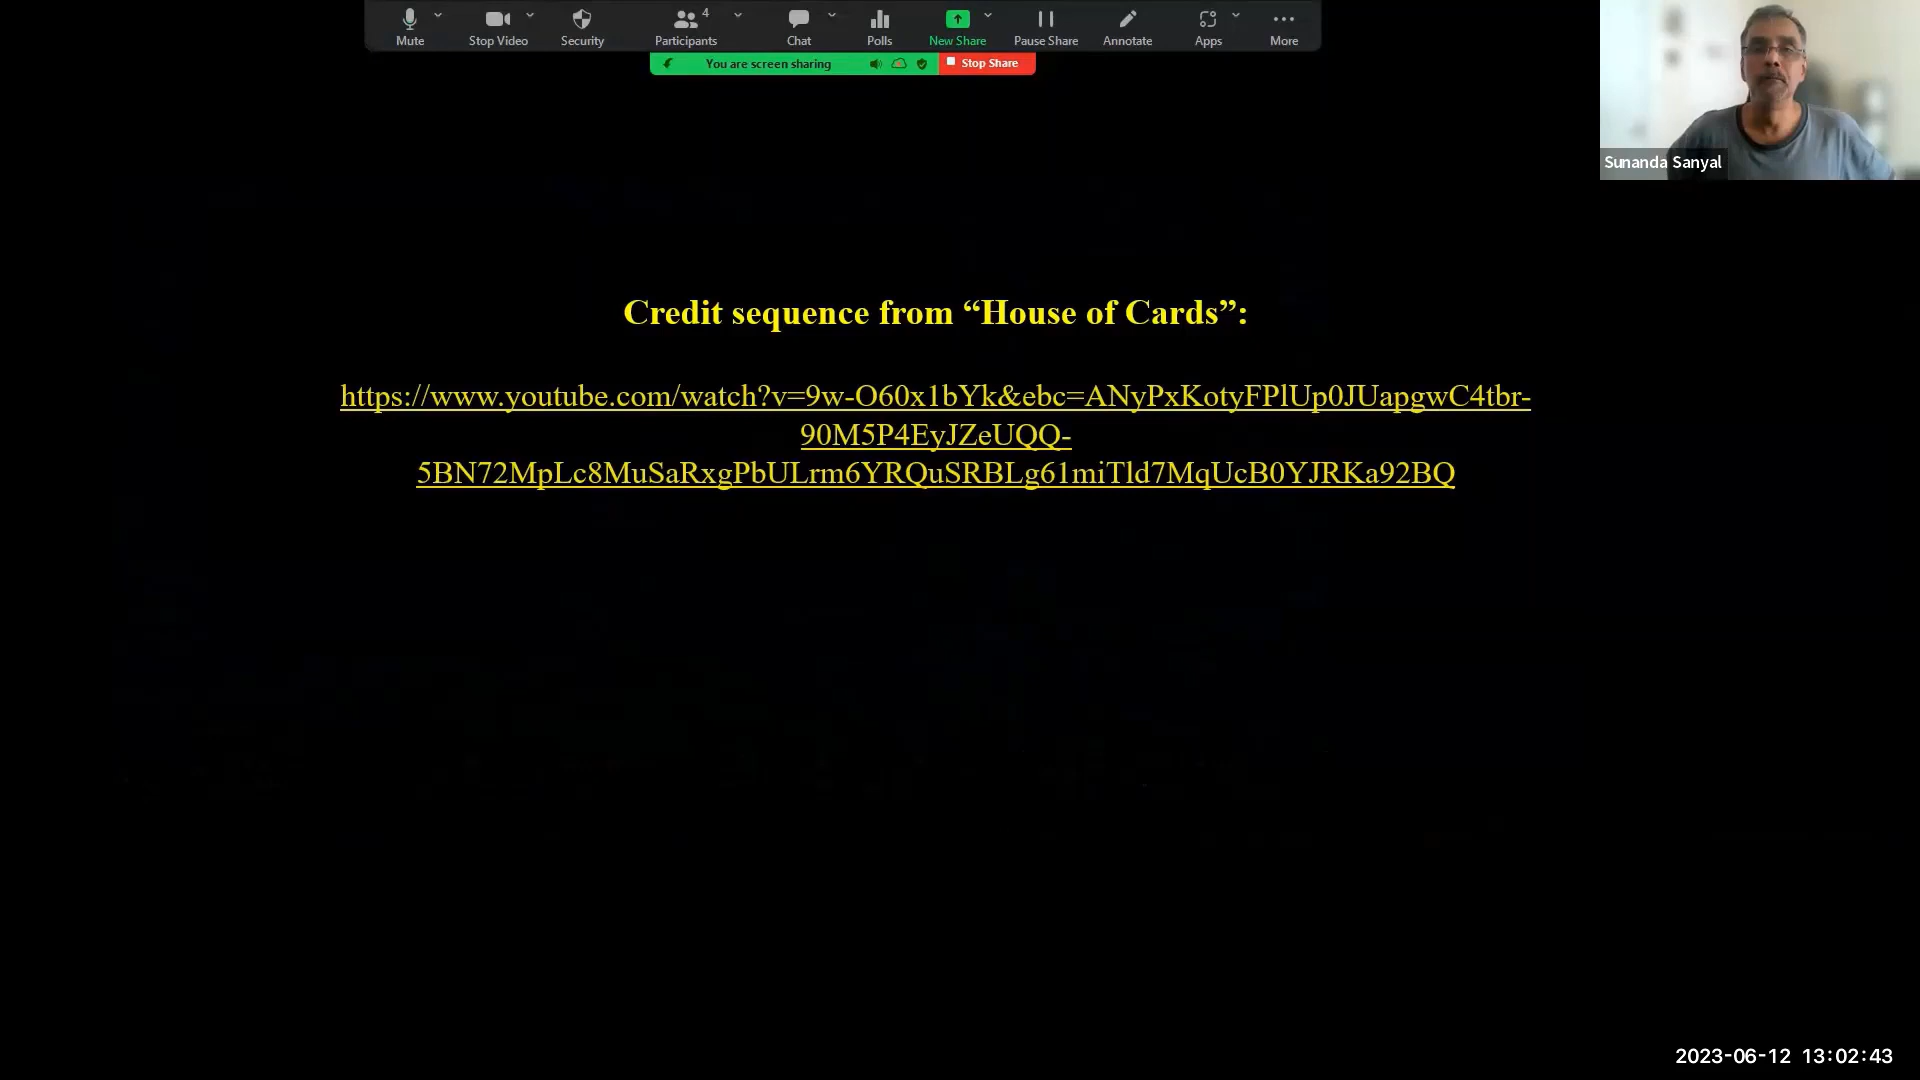 4
Mute
Stop Video
Security
Participants
Chat
Polls
New Share
Pause Share
Annotate
Apps
More
You are screen sharing
Stop Share
Sunanda Sanyal
Credit sequence from “House of Cards”:
https://www.youtube.com/watch?v=9w-O60x1bYk&ebc=ANyPxKotyFPlUp0JUapgwC4tbr-
90M5P4EyJZeUQQ-
5BN72MpLc8MuSaRxgPbULrm6YRQuSRBLg61miTld7MqUcB0YJRKa92BQ
2023-06-12 13:02:43